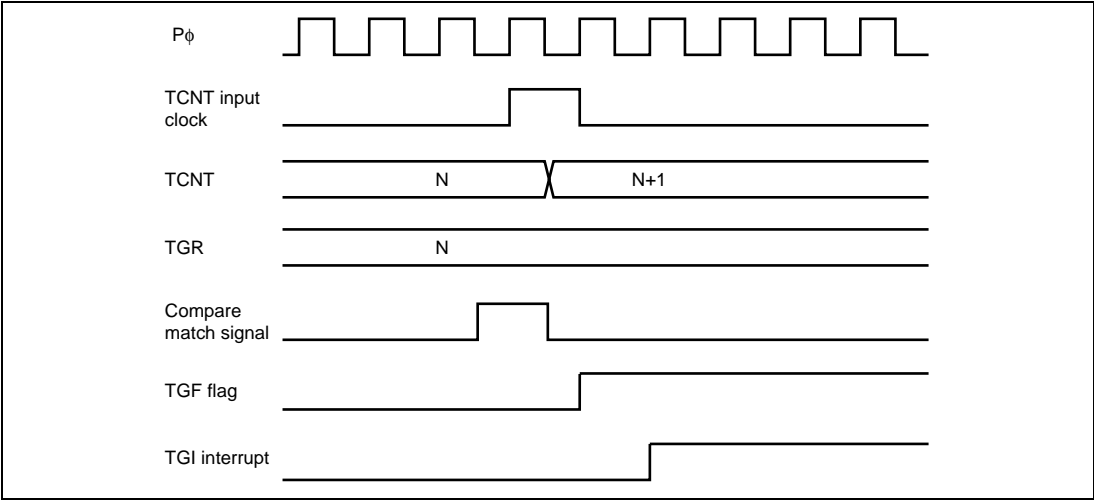 Pϕ
TCNT input
clock
TCNT
N
N+1
TGR
N
Compare
match signal
TGF flag
TGI interrupt